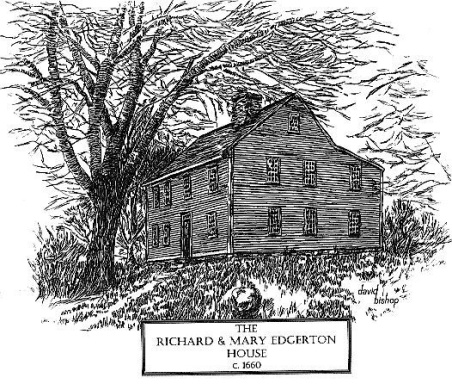 david
bishop
THE
RICHARD & MARY EDGERTON
HOUSE
c. 1660